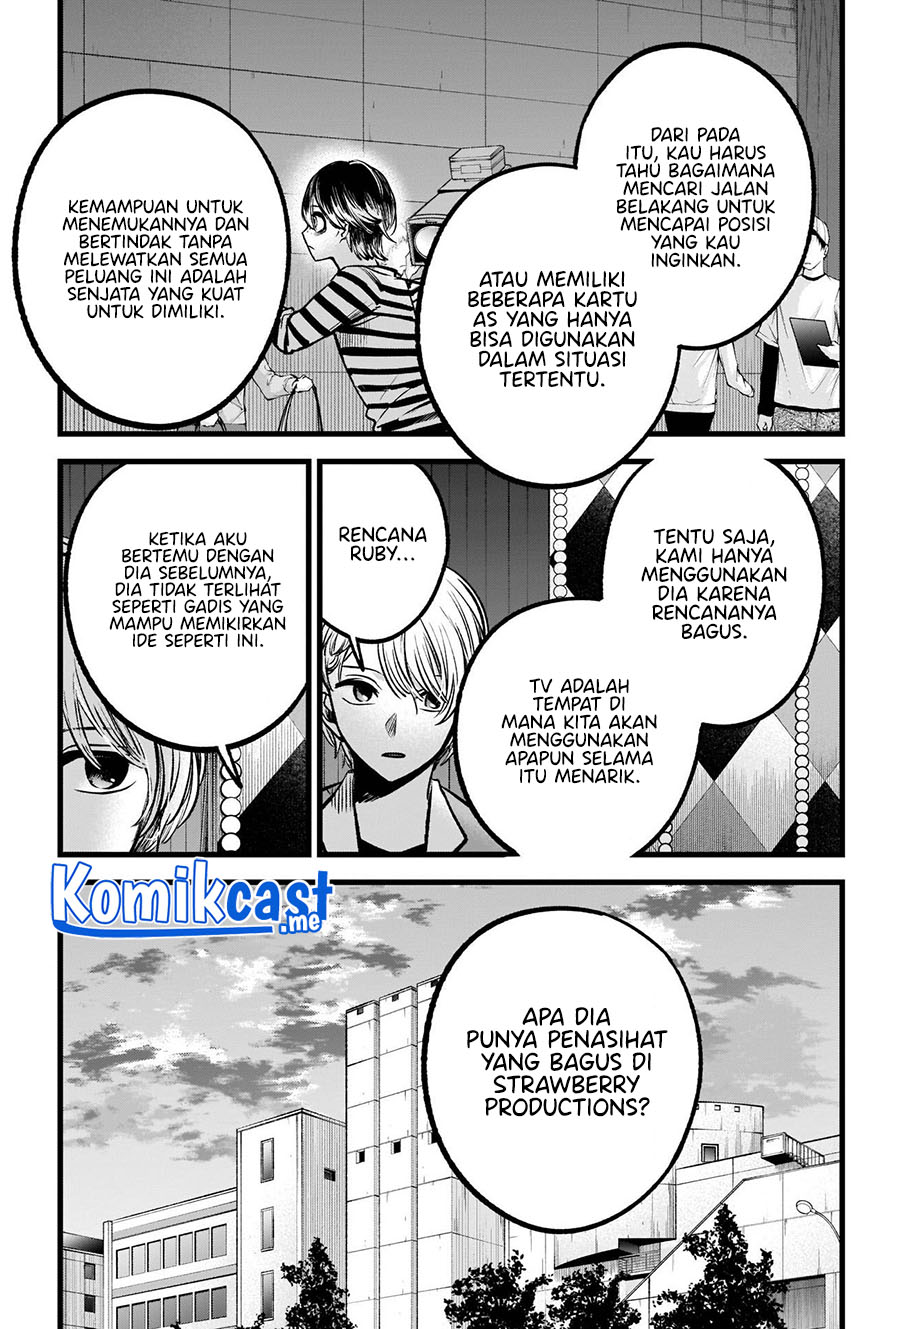 DARI PADA
ITU, KAU HARUS
TAHU BAGAIMANA
MENCARI JALAN
BELAKANG UNTUK
MENCAPAI POSISI
YANG KAU
INGINKAN.
ATAU MEMILIKI
BEBERAPA KARTU
AS YANG HANYA
BISA DIGUNAKAN
DALAM SITUASI
TERTENTU.
KEMAMPUAN UNTUK
MENEMUKANNYA DAN
BERTINDAK TANPA
MELEWATKAN SEMUA
PELUANG INI ADALAH
SENJATA YANG KUAT
UNTUK DIMILIKI.
TENTU SAJA,
KAMI HANYA
MENGGUNAKAN
DIA KARENA
RENCANANYA
BAGUS.
TV ADALAH
TEMPAT DI
MANA KITA AKAN
MENGGUNAKAN
APAPUN SELAMA
ITU MENARIK.
RENCANA
RUBY...
KETIKA AKU
BERTEMU DENGAN
DIA SEBELUMNYA,
DIA TIDAK TERLIHAT
SEPERTI GADIS YANG
MAMPU MEMIKIRKAN
IDE SEPERTI INI.
Komikcast
.me
APA DIA
PUNYA PENASIHAT
YANG BAGUS DI
STRAWBERRY
PRODUCTIONS?